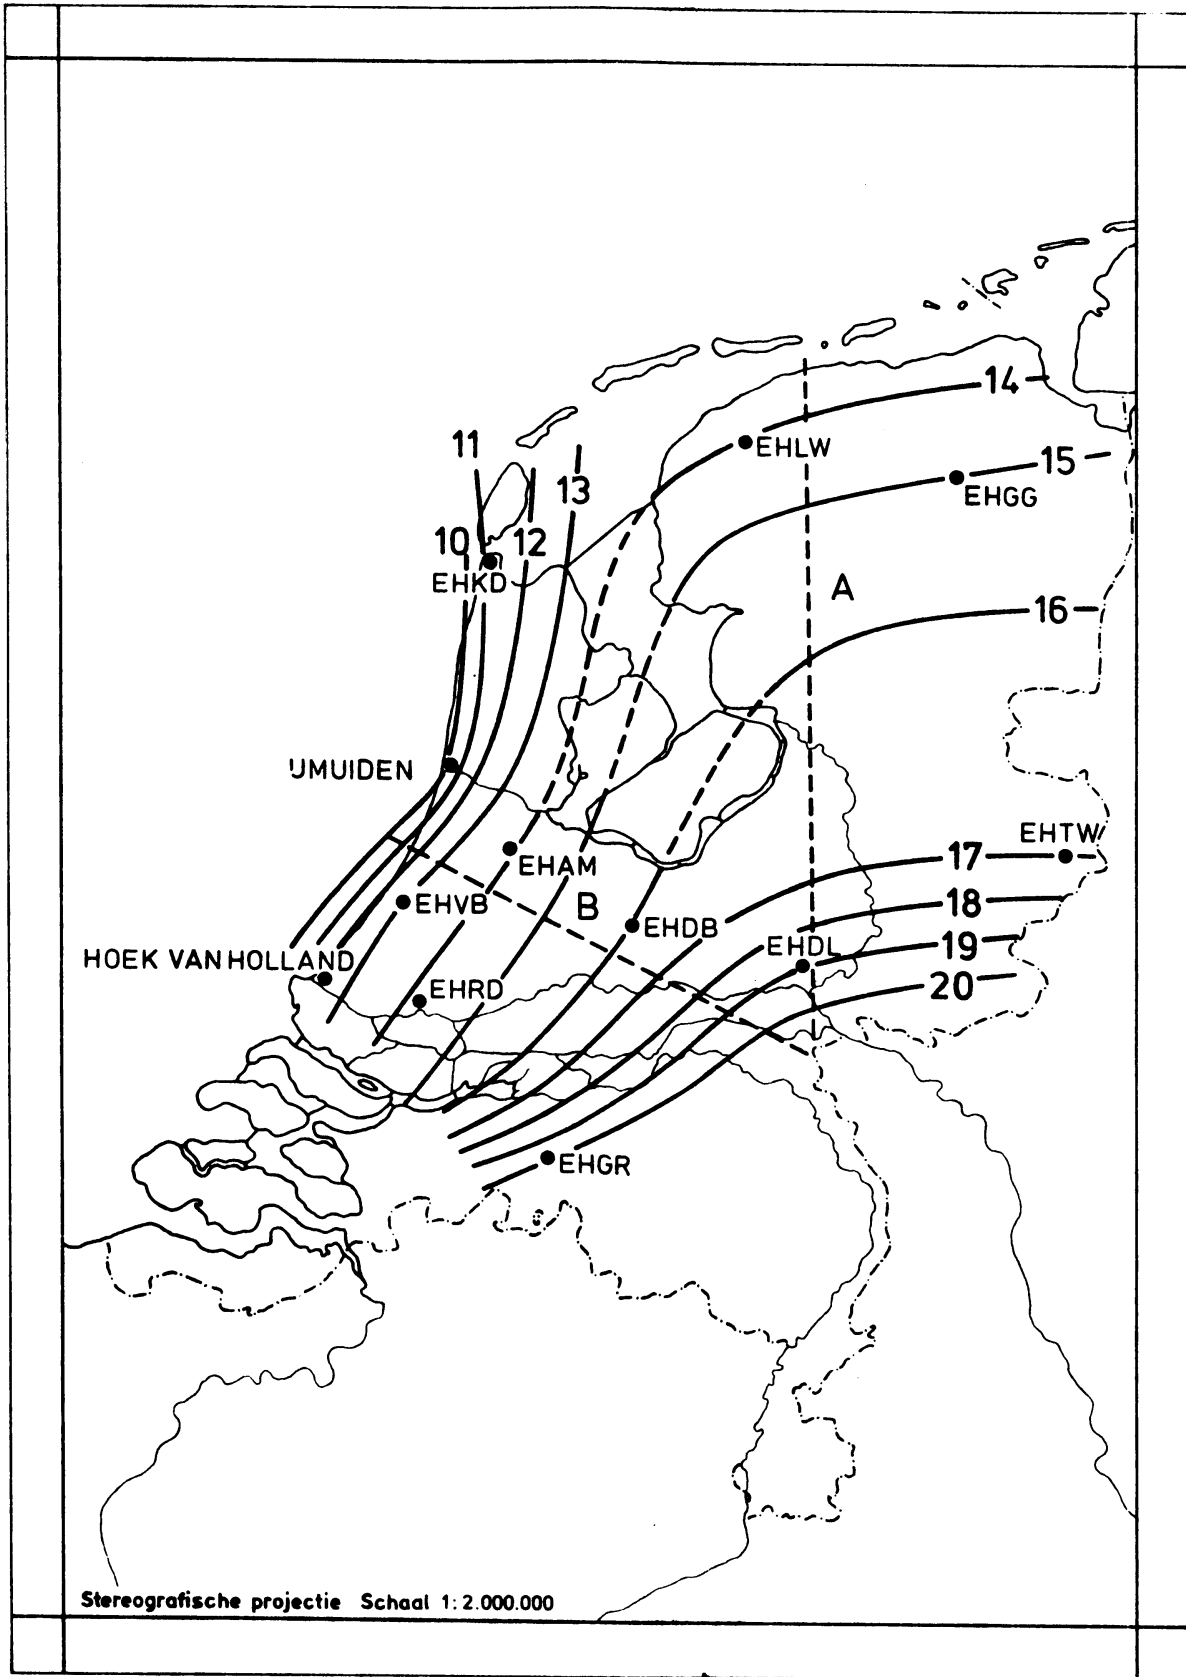 14
11
EHLW
15
13
EHGG
10
12
EHKD
A
16
IJMUIDEN
EHTW
17
EHAM
EHVB
B
18
EHDB
EHDL
19
HOEK VAN HOLLAND
20
EHRD
EHGR
Stereografische projectie Schaal 1:2.000.000